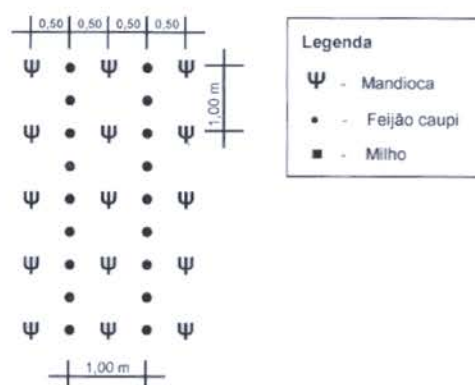 0,50 0,50 0,50 0,50
1,00 m
1,00 m
Legenda
Ψ - Mandioca
● - Feijão caupi
■ - Milho